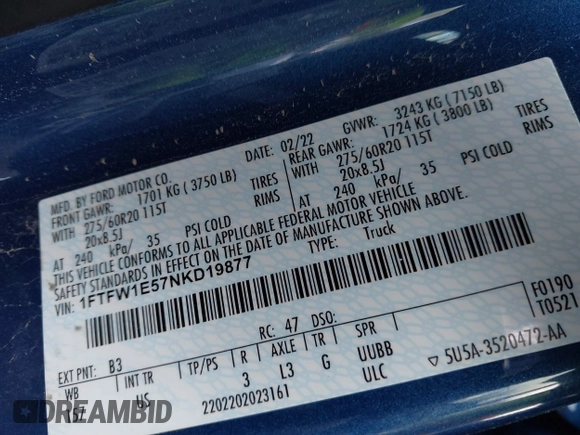 MFD. BY FORD MOTOR CO.
DATE: 02/22 GVWR: 3243 KG ( 7150 LB)
FRONT GAWR: 1701 KG ( 3750 LB)
REAR GAWR: 1724 KG ( 3800 LB)
WITH 275/60R20 115T TIRES
WITH 275/60R20 115T TIRES
20x8.5J RIMS
20x8.5J RIMS
AT 240 kPa/ 35 PSI COLD
AT 240 kPa/ 35 PSI COLD
THIS VEHICLE CONFORMS TO ALL APPLICABLE FEDERAL MOTOR VEHICLE
SAFETY STANDARDS IN EFFECT ON THE DATE OF MANUFACTURE SHOWN ABOVE.
VIN: 1FTFW1E57NKD19877
TYPE: Truck
F0190
T0521
EXT PNT: B3 RC: 47 DSO:
WB INT TR TP/PS R AXLE TR SPR
157 US 3 L3 G UUBB
ULC
2202202023161
5U5A-3520472-AA
DREAMBID
DREAMBID.COM